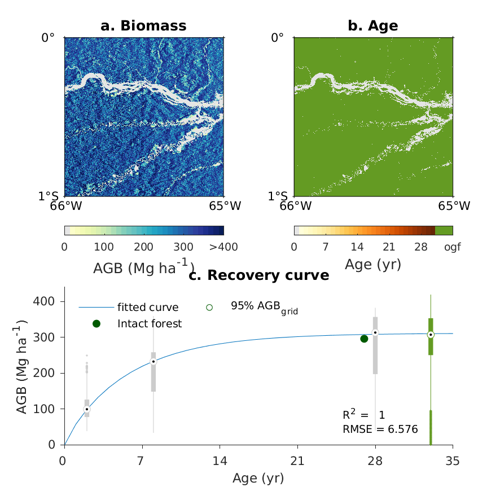 a. Biomass
b. Age
0°
0°
1°S
1°S
66°W
65°W
66°W
65°W
0 100 200 300 >400
0 7 14 21 28 ogf
AGB (Mg ha⁻¹)
Age (yr)
c. Recovery curve
fitted curve
95% AGB_grid
Intact forest
AGB (Mg ha⁻¹)
400
300
200
100
0
R² = 1
RMSE = 6.576
0 7 14 21 28 35
Age (yr)